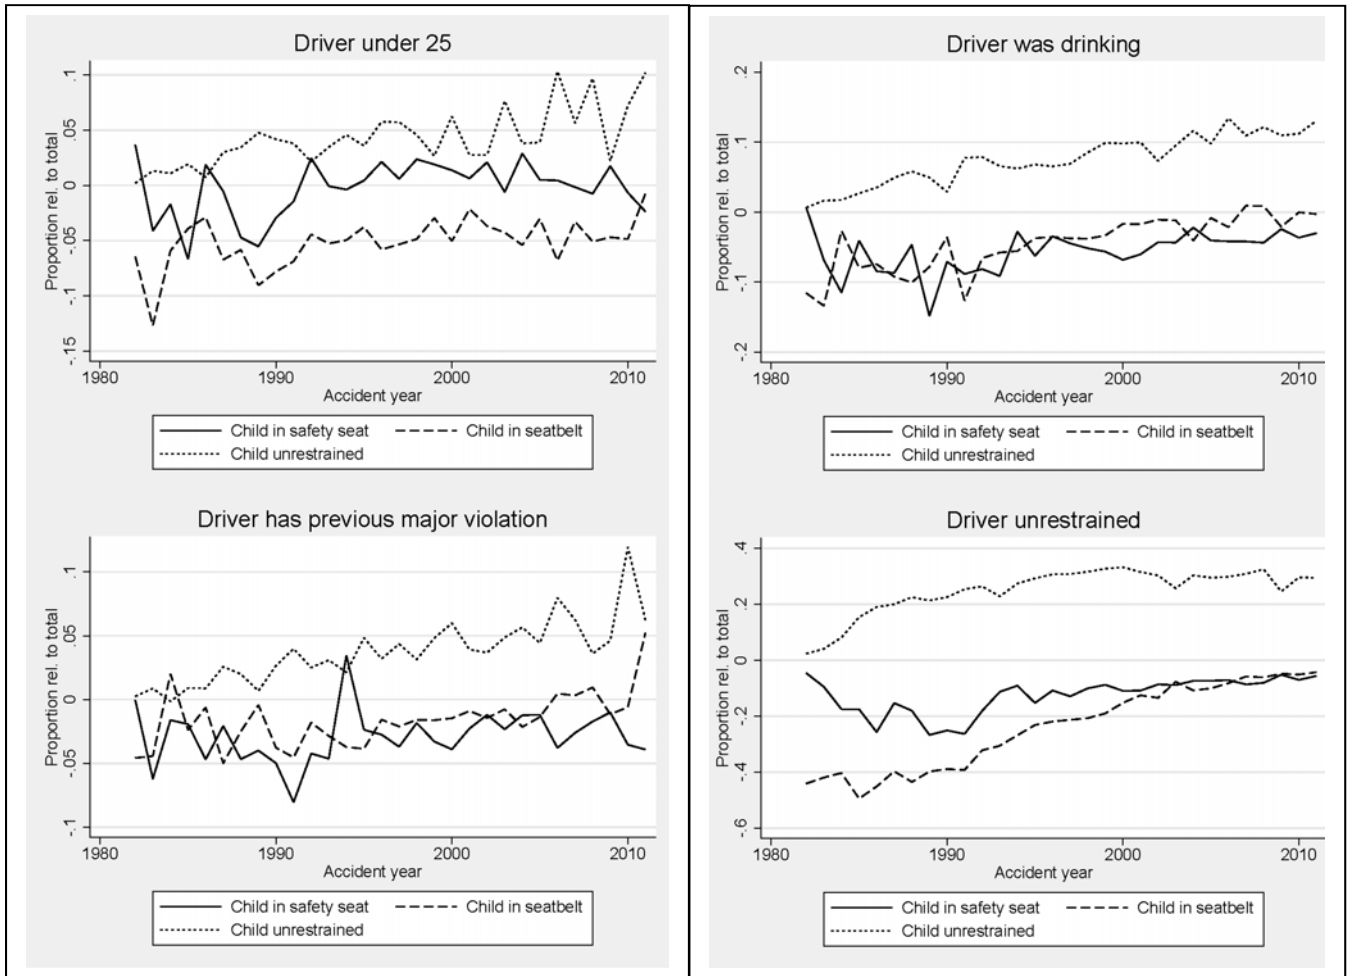 Driver under 25
Proportion rel. to total
.1
.05
0
-.05
-.1
-.15
1980 1990 2000 2010
Accident year
Child in safety seat Child in seatbelt
Child unrestrained
Driver was drinking
Proportion rel. to total
.2
.1
0
-.1
-.2
1980 1990 2000 2010
Accident year
Child in safety seat Child in seatbelt
Child unrestrained
Driver has previous major violation
Proportion rel. to total
.1
.05
0
-.05
-.1
1980 1990 2000 2010
Accident year
Child in safety seat Child in seatbelt
Child unrestrained
Driver unrestrained
Proportion rel. to total
.4
.2
0
-.2
-.4
-.6
1980 1990 2000 2010
Accident year
Child in safety seat Child in seatbelt
Child unrestrained